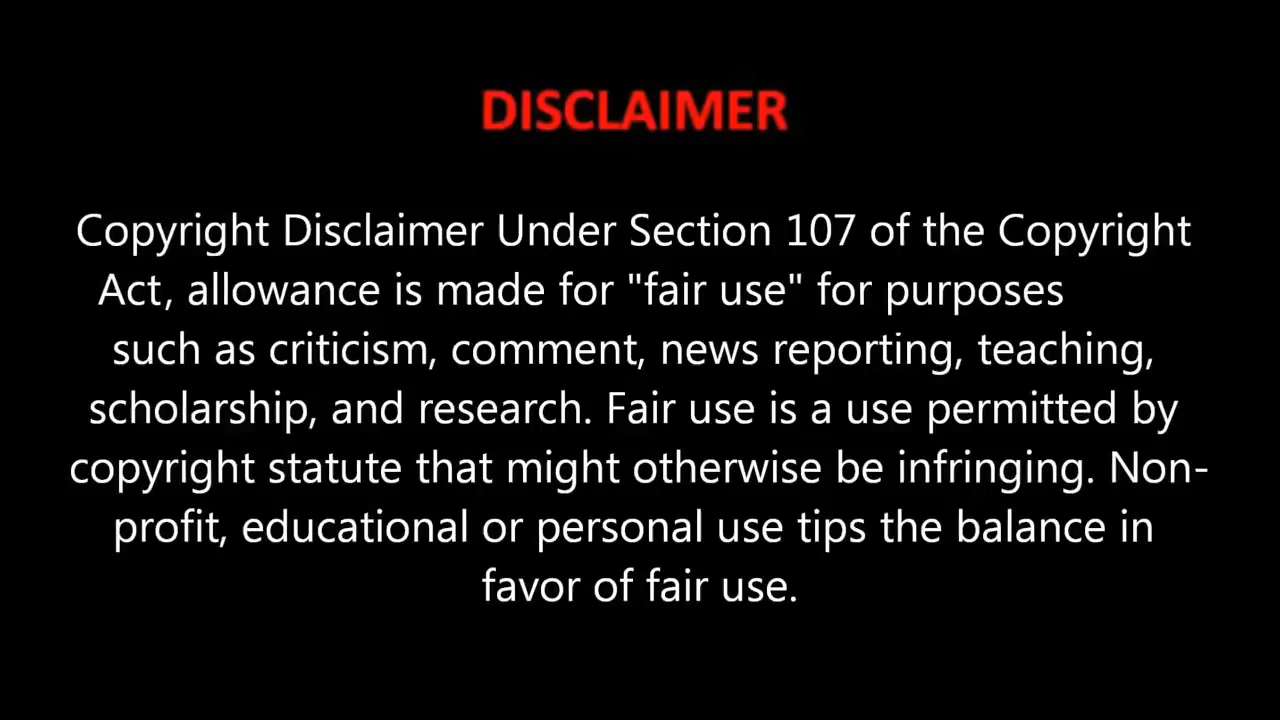 DISCLAIMER
Copyright Disclaimer Under Section 107 of the Copyright
Act, allowance is made for "fair use" for purposes
such as criticism, comment, news reporting, teaching,
scholarship, and research. Fair use is a use permitted by
copyright statute that might otherwise be infringing. Non-
profit, educational or personal use tips the balance in
favor of fair use.